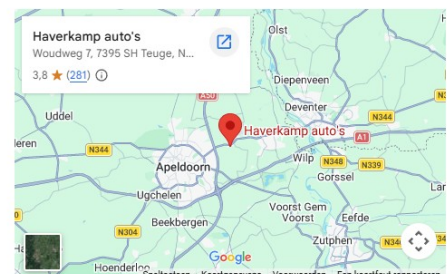 Haverkamp auto's
Woudweg 7, 7395 SH Teuge, N...
3,8 ★ (281)
Olst
Diepenveen
A50
Deventer
N344
Uddel
Haverkamp auto's
A1
N344
Wilp
N348
N339
Apeldoorn
Gorssel
Ugchelen
Voorst Gem
Voorst
Eefde
Beekbergen
N304
Zutphen
Google
Hoenderloo